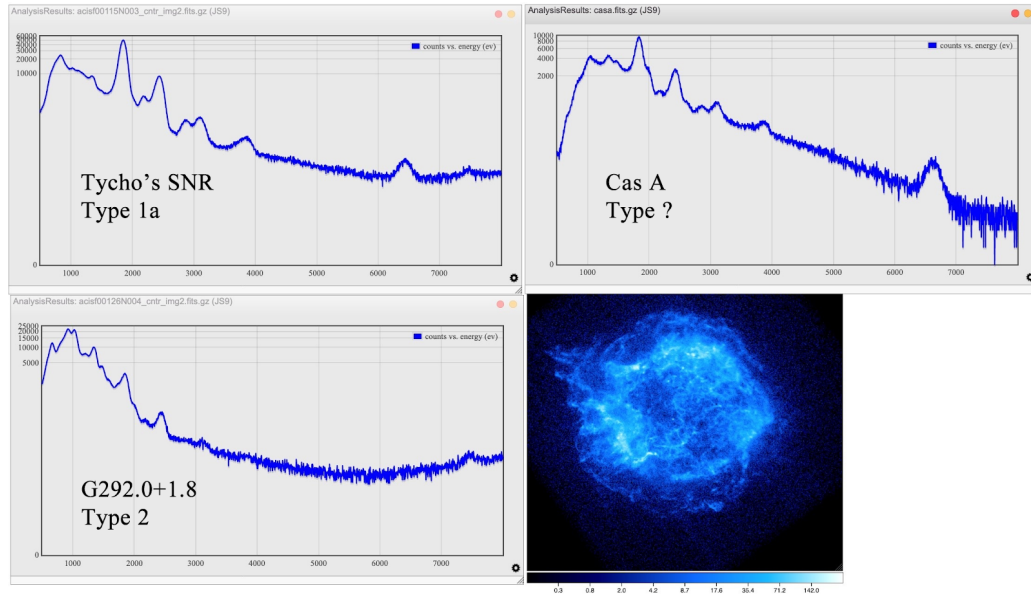 AnalysisResults: acisf00115N003_cntr_img2.fits.gz (JS9)
60000
50000
40000
30000
20000
10000
0
counts vs. energy (ev)
Tycho's SNR
Type 1a
1000 2000 3000 4000 5000 6000 7000
AnalysisResults: casa.fits.gz (JS9)
10000
8000
6000
4000
2000
0
counts vs. energy (ev)
Cas A
Type ?
1000 2000 3000 4000 5000 6000 7000
AnalysisResults: acisf00126N004_cntr_img2.fits.gz (JS9)
25000
20000
15000
10000
5000
0
counts vs. energy (ev)
G292.0+1.8
Type 2
1000 2000 3000 4000 5000 6000 7000
0.3 0.8 2.0 4.2 8.7 17.6 35.4 71.2 142.0